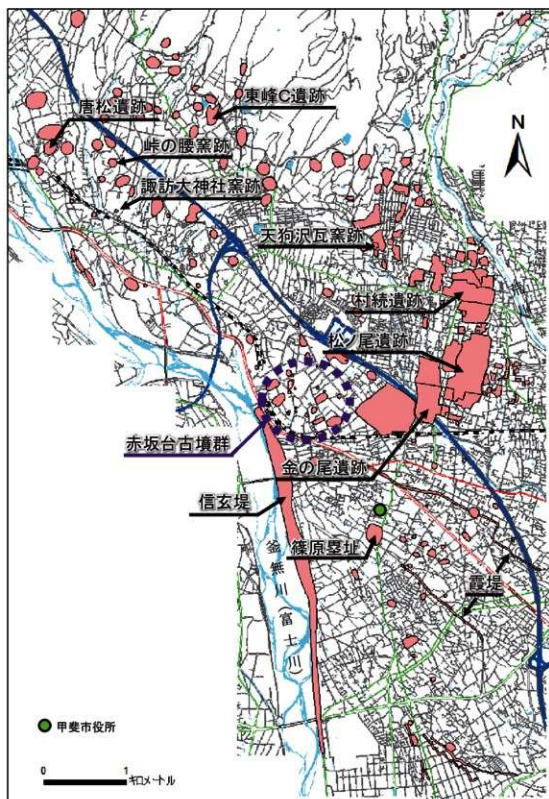 唐松遺跡
東峰C遺跡
峠の腰窯跡
諏訪大神社窯跡
N
天狗沢瓦窯跡
村続遺跡
松ノ尾遺跡
赤坂台古墳群
金の尾遺跡
信玄堤
篠原塁址
霞堤
釜無川(富士川)
甲斐市役所
0 1
キロメートル